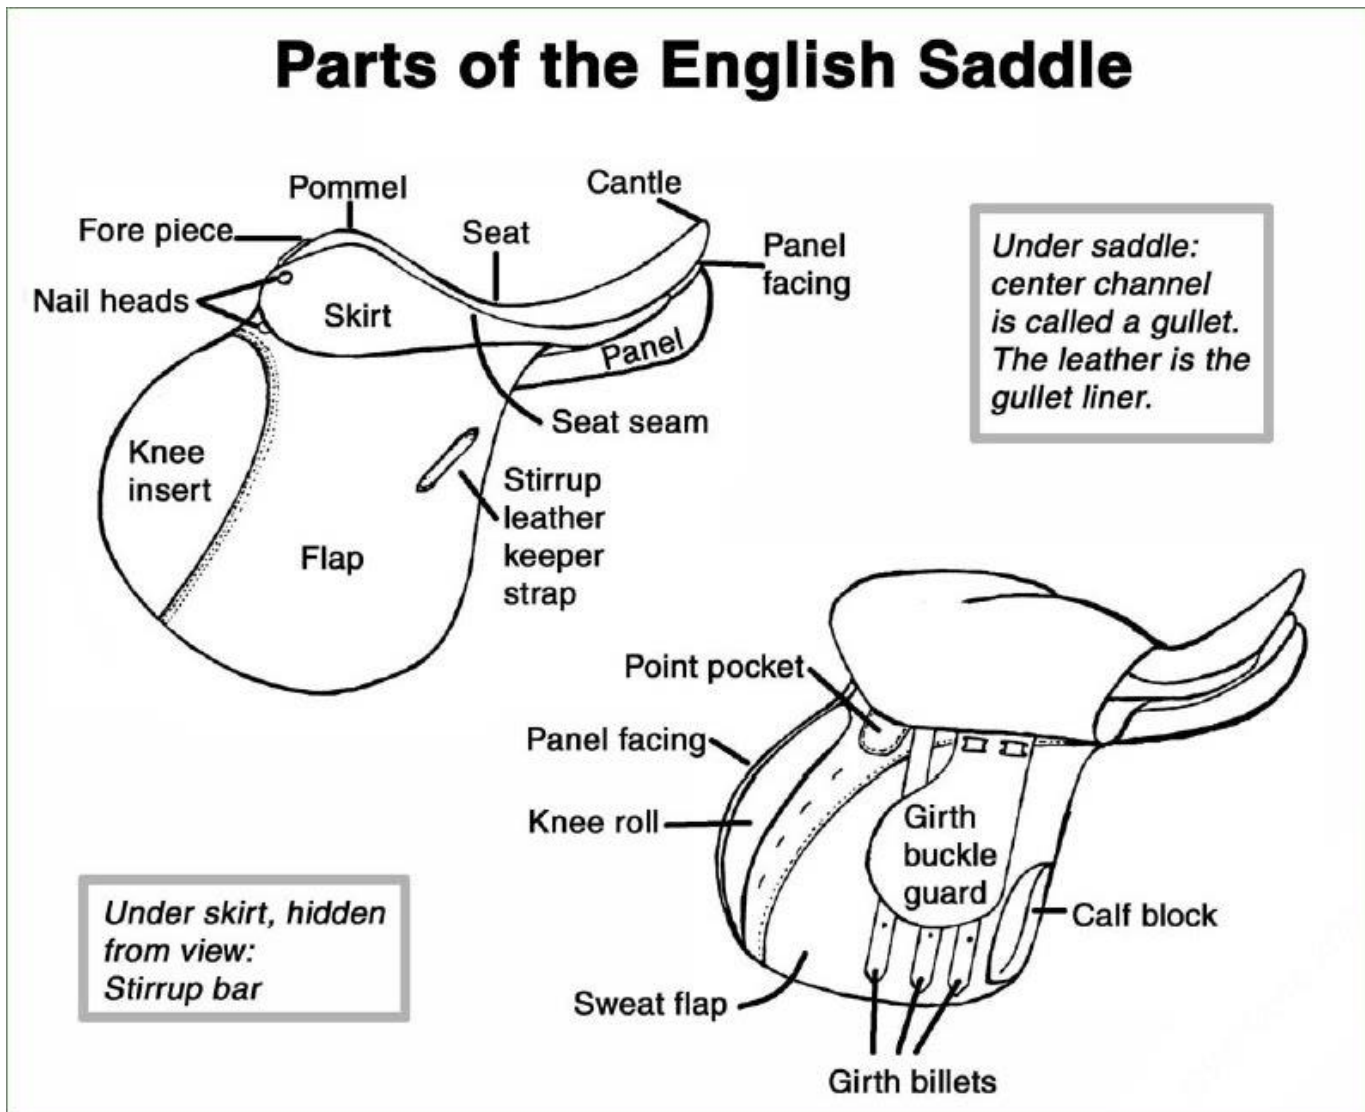 Parts of the English Saddle
Pommel
Cantle
Fore piece
Seat
Panel
facing
Nail heads
Skirt
Panel
Seat seam
Knee
insert
Stirrup
leather
keeper
strap
Flap
Under saddle:
center channel
is called a gullet.
The leather is the
gullet liner.
Point pocket
Panel facing
Knee roll
Girth
buckle
guard
Calf block
Sweat flap
Girth billets
Under skirt, hidden
from view:
Stirrup bar